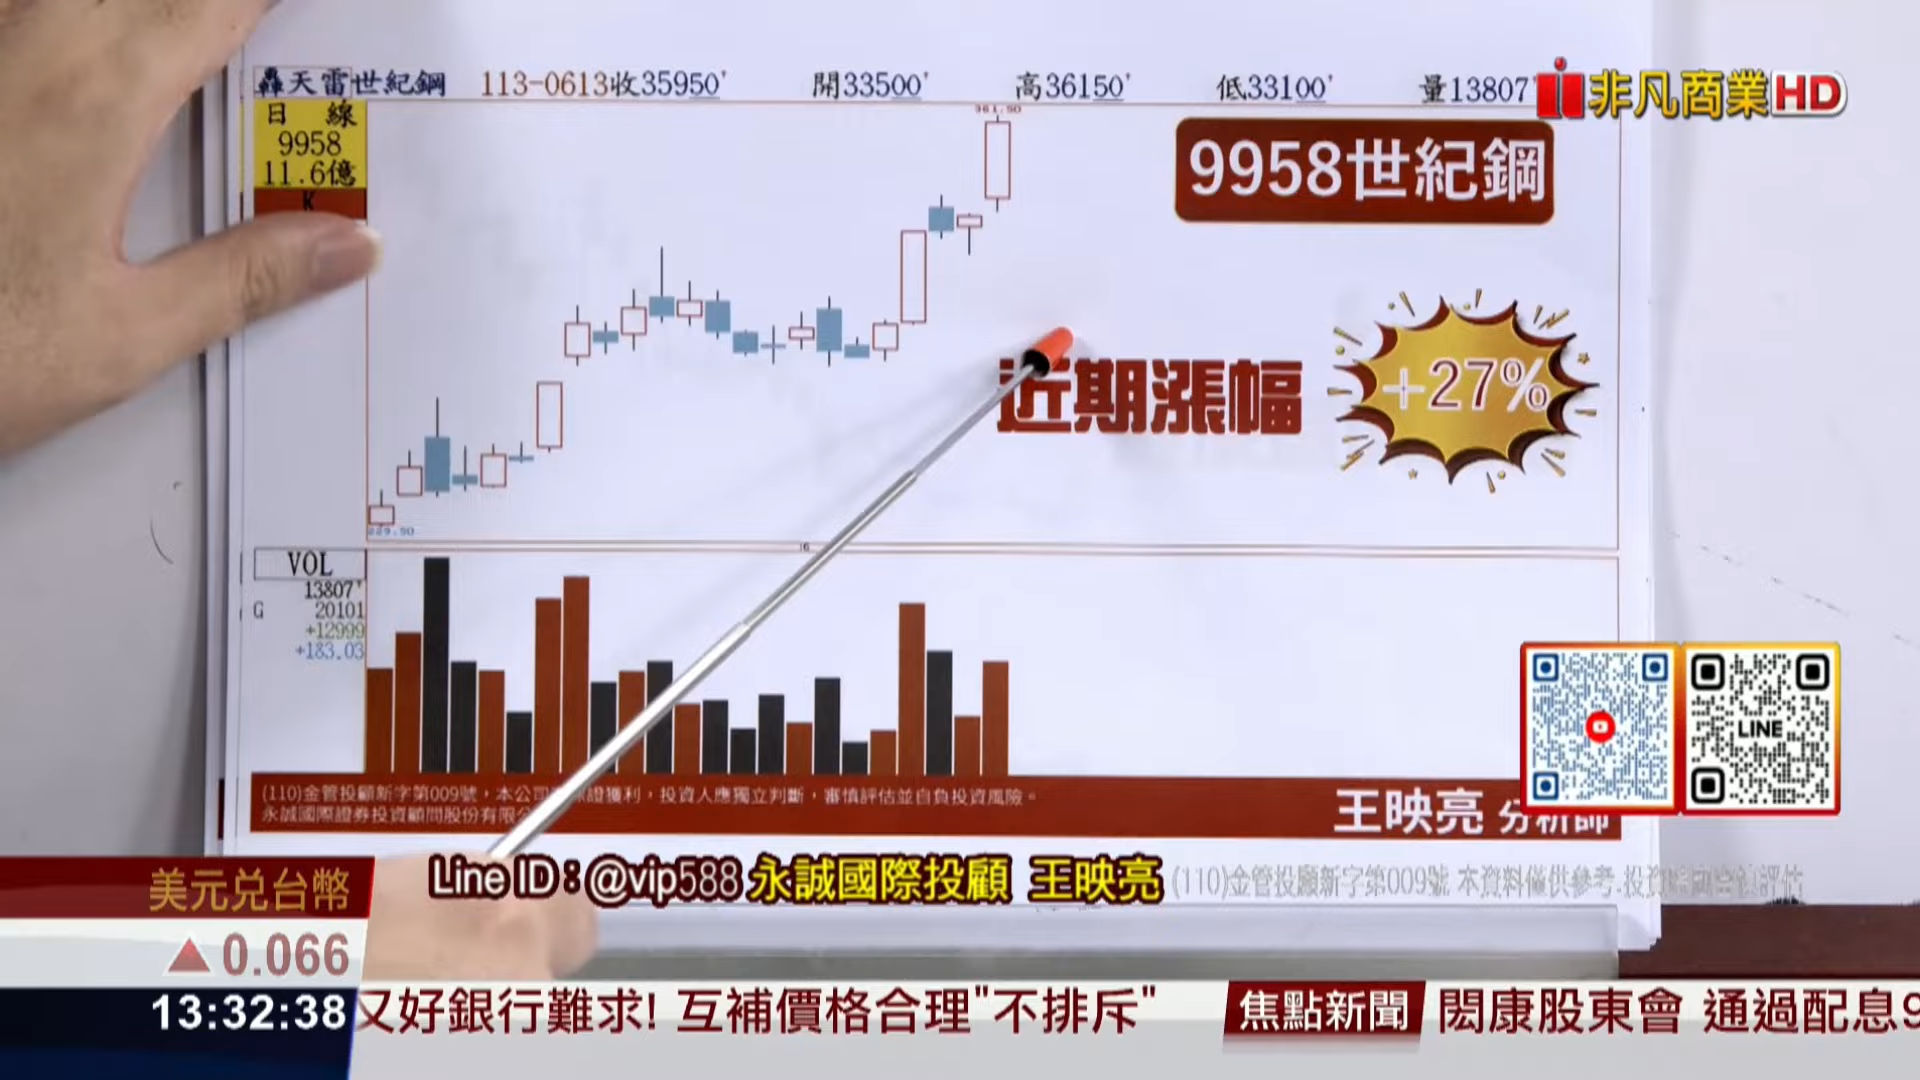 轟天雷世紀鋼 113-0613收35950' 開33500' 高36150' 低33100' 量13807'
非凡商業HD
日 線
9958
11.6億
K
361.50
9958世紀鋼
近期漲幅
+27%
229.50
VOL
13807'
G 20101
+12999
+183.03
6
LINE
(110)金管投顧新字第009號，本公司 證獲利，投資人應獨立判斷，審慎評估並自負投資風險。
永誠國際證券投資顧問股份有限公
王映亮 分析師
Line ID：@vip588 永誠國際投顧 王映亮 (110)金管投顧新字第009號 本資料僅供參考.投資
美元兑台幣
▲0.066
13:32:38
又好銀行難求! 互補價格合理"不排斥"
焦點新聞 閎康股東會 通過配息9